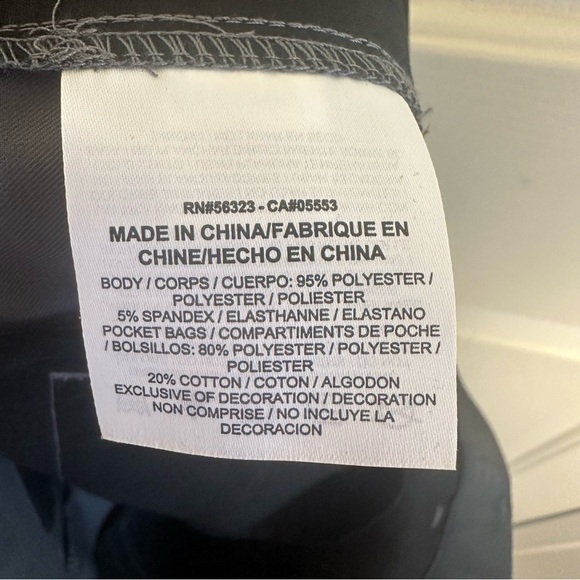 RN#56323 - CA#05553
MADE IN CHINA/FABRIQUE EN
CHINE/HECHO EN CHINA
BODY / CORPS / CUERPO: 95% POLYESTER /
POLYESTER / POLIESTER
5% SPANDEX / ELASTHANNE / ELASTANO
POCKET BAGS / COMPARTIMENTS DE POCHE
/ BOLSILLOS: 80% POLYESTER / POLYESTER /
POLIESTER
20% COTTON / COTON / ALGODON
EXCLUSIVE OF DECORATION / DECORATION
NON COMPRISE / NO INCLUYE LA
DECORACION